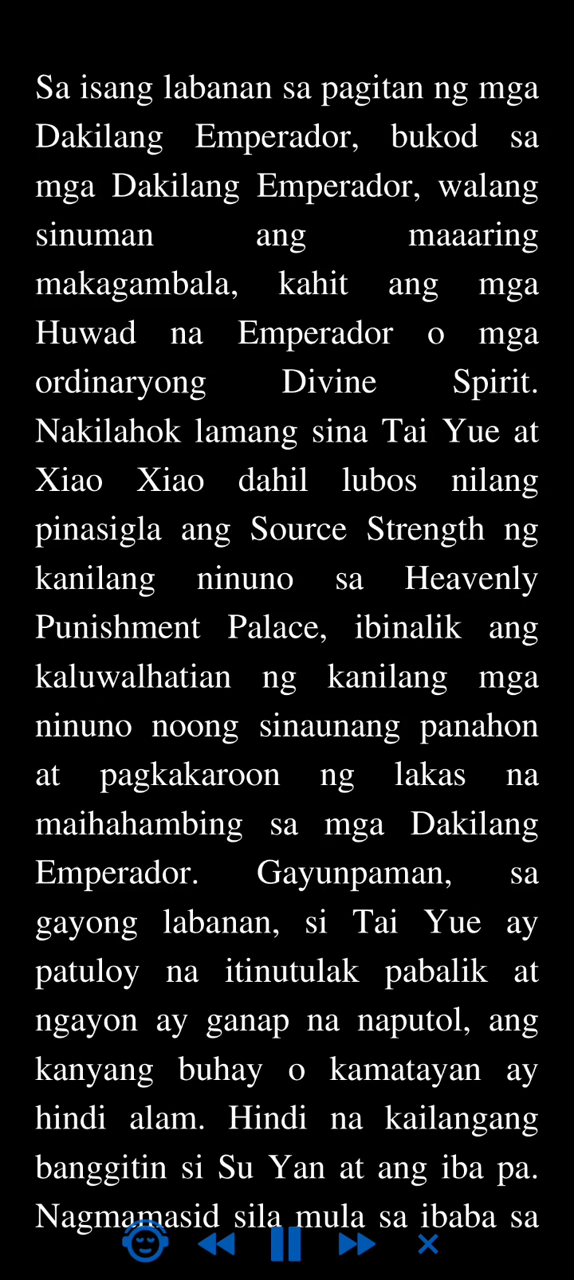 Sa isang labanan sa pagitan ng mga
Dakilang Emperador, bukod sa
mga Dakilang Emperador, walang
sinuman ang maaaring
makagambala, kahit ang mga
Huwad na Emperador o mga
ordinaryong Divine Spirit.
Nakilahok lamang sina Tai Yue at
Xiao Xiao dahil lubos nilang
pinasigla ang Source Strength ng
kanilang ninuno sa Heavenly
Punishment Palace, ibinalik ang
kaluwalhatian ng kanilang mga
ninuno noong sinaunang panahon
at pagkakaroon ng lakas na
maihahambing sa mga Dakilang
Emperador. Gayunpaman, sa
gayong labanan, si Tai Yue ay
patuloy na itinutulak pabalik at
ngayon ay ganap na naputol, ang
kanyang buhay o kamatayan ay
hindi alam. Hindi na kailangang
banggitin si Su Yan at ang iba pa.
Nagmamasid sila mula sa ibaba sa